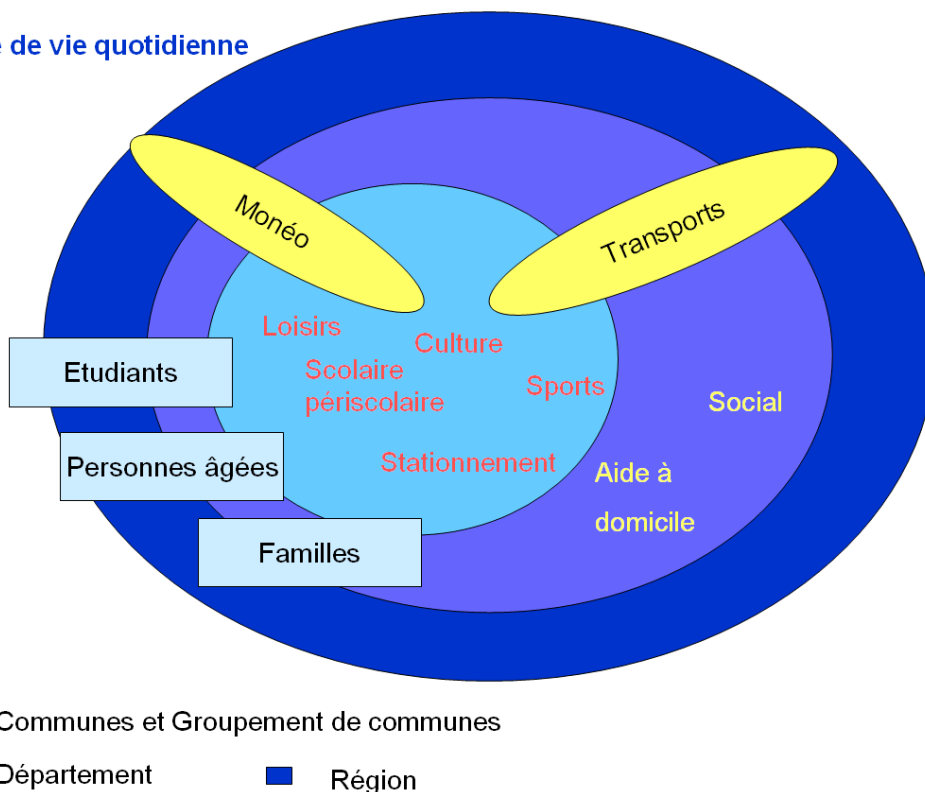 de vie quotidienne
Monéo
Transports
Loisirs
Culture
Scolaire
périscolaire
Sports
Social
Etudiants
Stationnement
Personnes âgées
Aide à
domicile
Familles
Communes et Groupement de communes
Département
Région